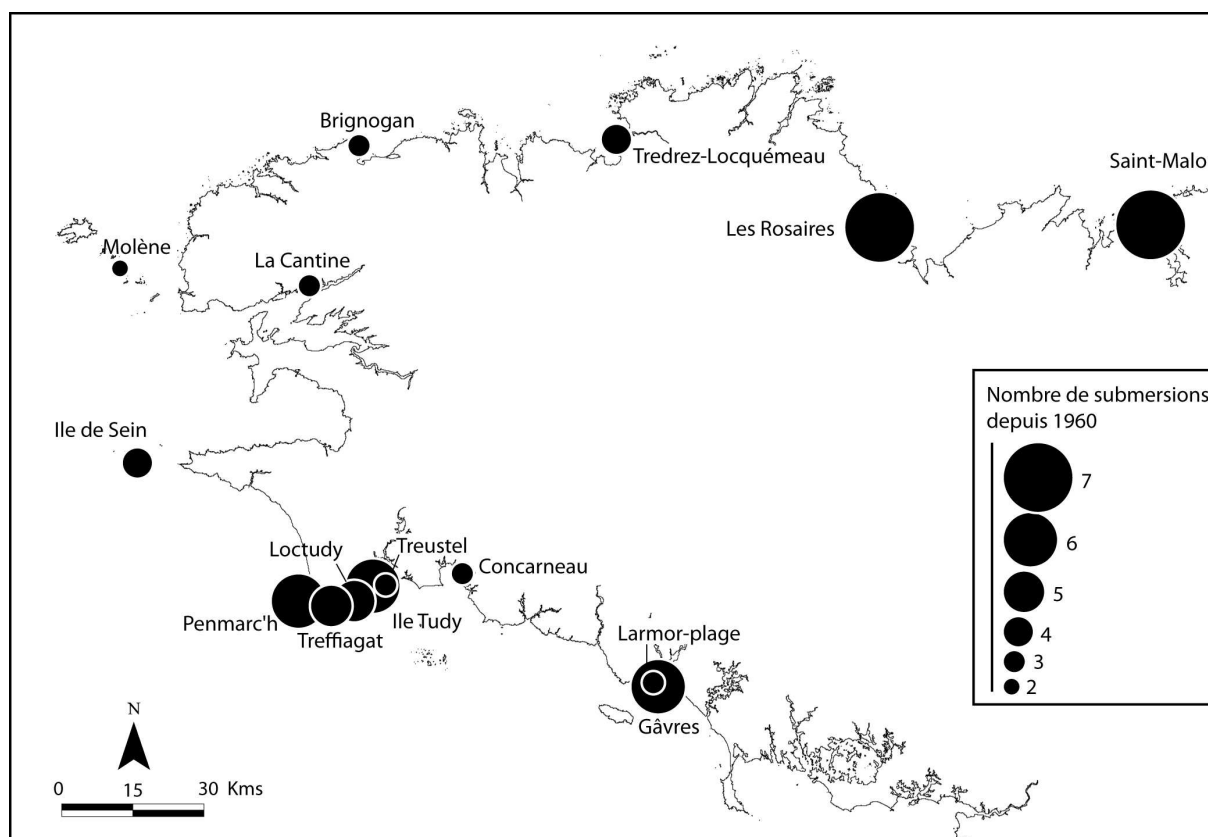 Brignogan
Tredrez-Locquémeau
Saint-Malo
Les Rosaires
Molène
La Cantine
Ile de Sein
Nombre de submersions
depuis 1960
7
6
5
4
3
2
Loctudy
Treustel
Concarneau
Penmarc'h
Treffiagat
Ile Tudy
Larmor-plage
Gâvres
N
0 15 30 Kms